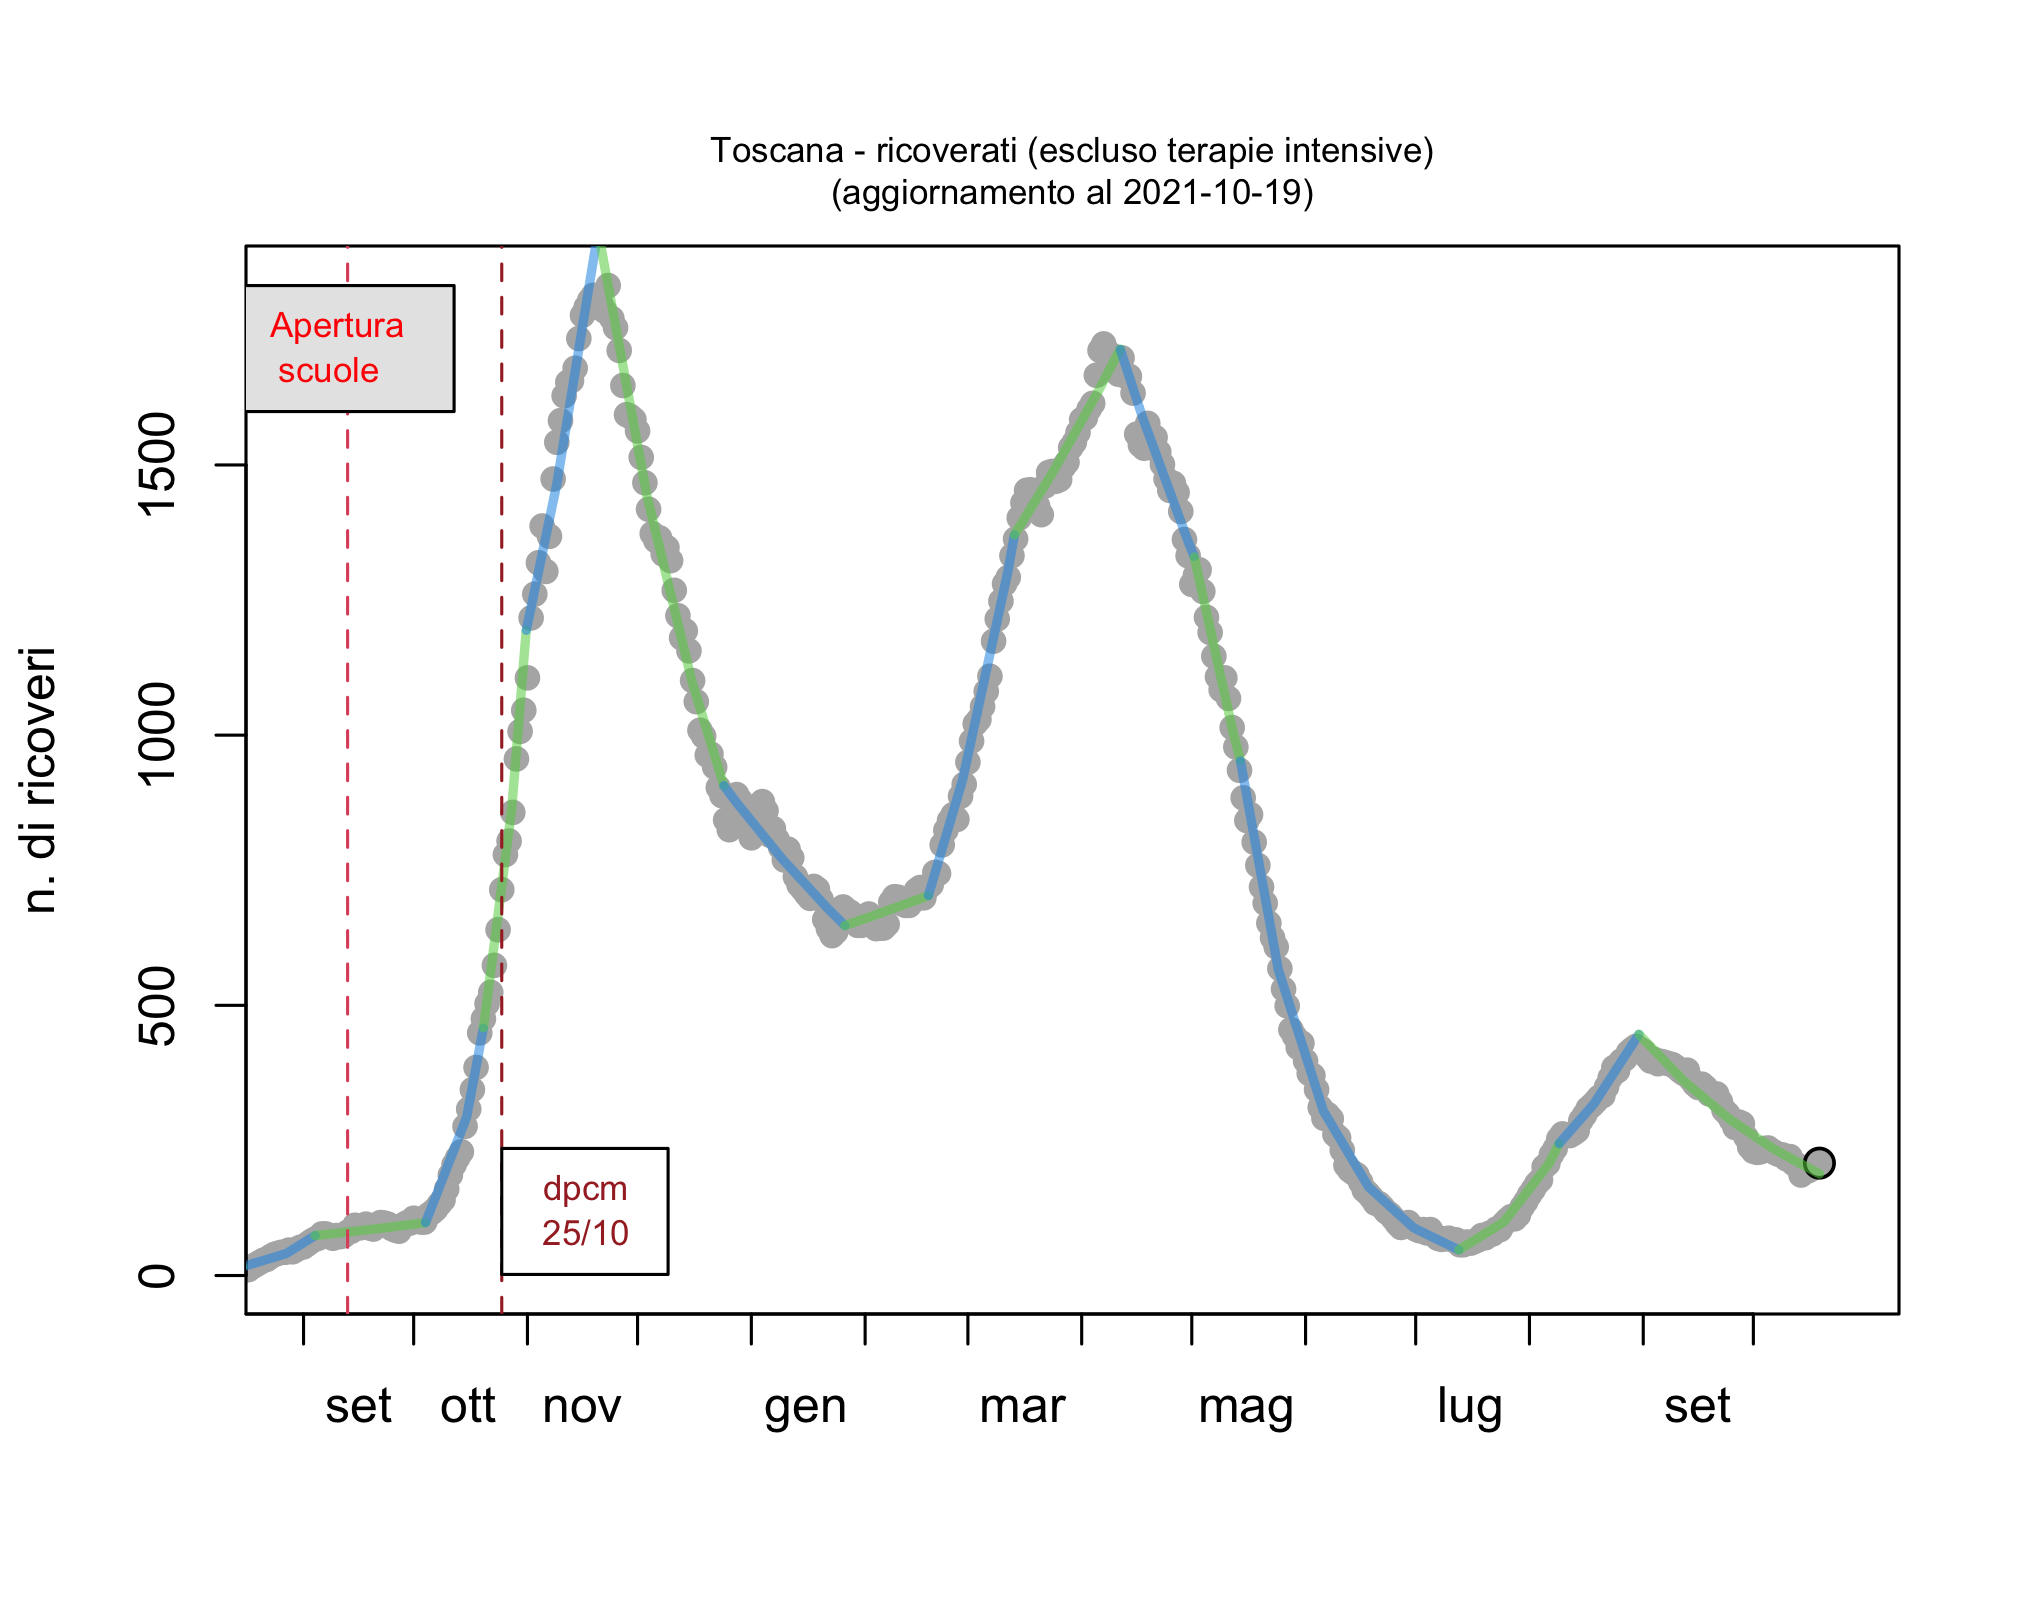 Toscana - ricoverati (escluso terapie intensive)
(aggiornamento al 2021-10-19)
Apertura
scuole
n. di ricoveri
1500
1000
500
0
dpcm
25/10
set ott nov gen mar mag lug set